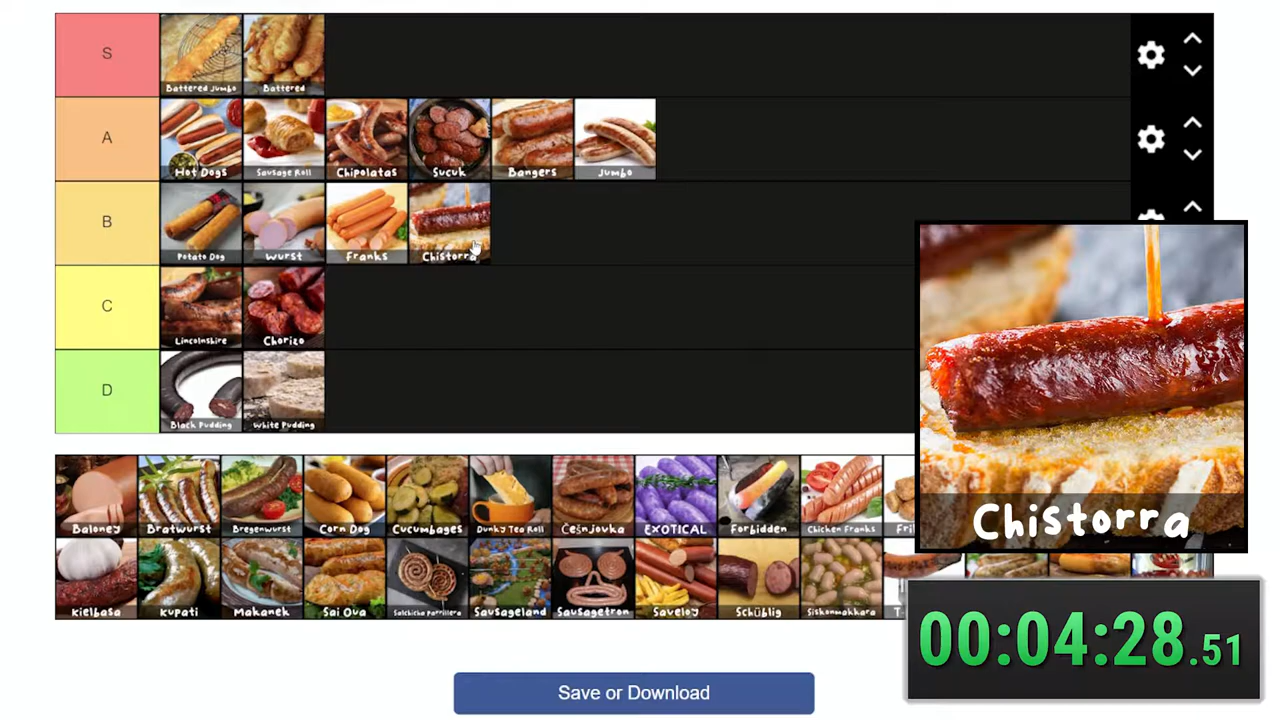 S
Battered Jumbo
Battered
A
Hot Dogs
Sausage Roll
Chipolatas
Sucuk
Bangers
Jumbo
B
Potato Dog
Wurst
Franks
Chistorra
C
Lincolnshire
Chorizo
D
Black Pudding
White Pudding
Baloney
Bratwurst
Bregenwurst
Corn Dog
Cucumbages
Dunky Tea Roll
Češnjovka
EXOTICAL
Forbidden
Chicken Franks
Fri
Kielbasa
Kupati
Makanek
Sai Oua
Salchicha Parrillera
Sausageland
Sausagetron
Saveloy
Schüblig
Siskonmakkara
T
Chistorra
00:04:28.51
Save or Download